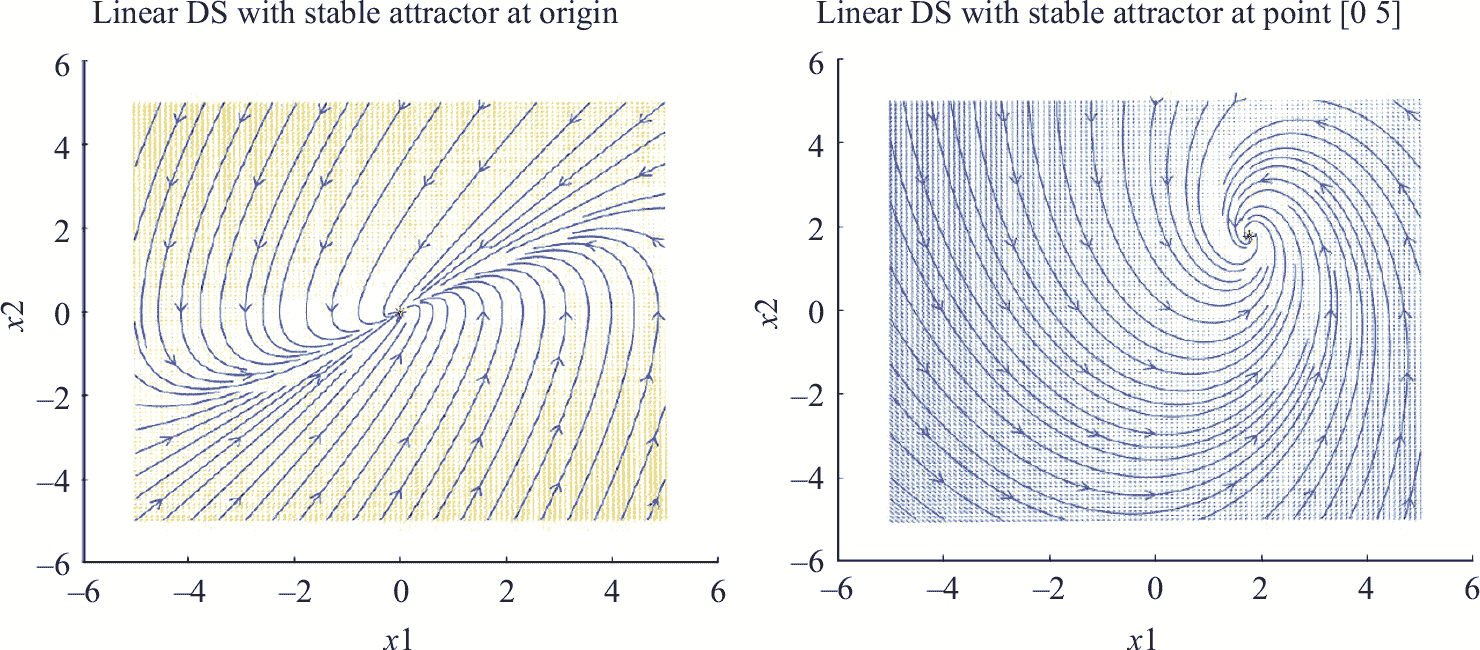 Linear DS with stable attractor at origin
6
4
2
0
–2
–4
–6
x2
–6 –4 –2 0 2 4 6
x1
Linear DS with stable attractor at point [0 5]
6
4
2
0
–2
–4
–6
x2
–6 –4 –2 0 2 4 6
x1